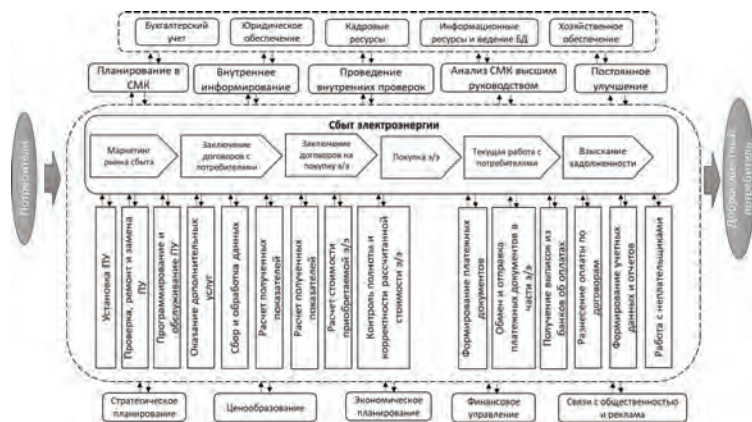 Бухгалтерский
учет
Юридическое
обеспечение
Кадровые
ресурсы
Информационные
ресурсы и ведение БД
Хозяйственное
обеспечение
Планирование в
СМК
Внутреннее
информирование
Проведение
внутренних проверок
Анализ СМК высшим
руководством
Постоянное
улучшение
Потребители
Сбыт электроэнергии
Маркетинг
рынка сбыта
Заключение
договоров с
потребителями
Заключение
договоров на
покупку э/э
Покупка э/э
Текущая работа с
потребителями
Взыскание
задолженности
Добросовестный
потребитель
Установка ПУ
Проверка, ремонт и замена
ПУ
Программирование и
обслуживание ПУ
Оказание дополнительных
услуг
Сбор и обработка данных
Расчет полученных
показателей
Расчет полученных
показателей
Расчет стоимости
приобретаемой э/э
Контроль полноты и
корректности рассчитанной
стоимости э/э
Формирование платежных
документов
Обмен и отправка
платежных документов в
части э/э
Получение выписок из
банков об оплатах
Разнесение оплаты по
договорам
Формирование учетных
данных и отчетов
Работа с неплательщиками
Стратегическое
планирование
Ценообразование
Экономическое
планирование
Финансовое
управление
Связи с общественностью
и реклама